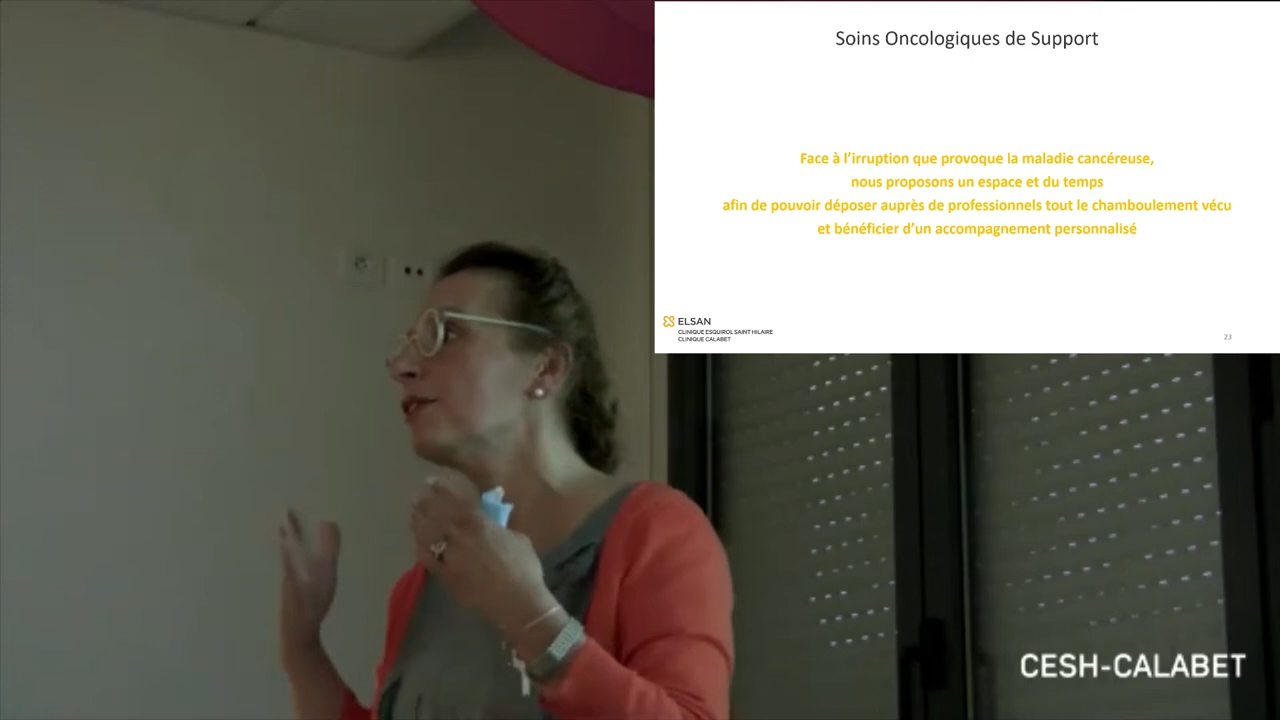 Soins Oncologiques de Support
Face à l’irruption que provoque la maladie cancéreuse,
nous proposons un espace et du temps
afin de pouvoir déposer auprès de professionnels tout le chamboulement vécu
et bénéficier d’un accompagnement personnalisé
ELSAN
CLINIQUE ESQUIROL SAINT HILAIRE
CLINIQUE CALABET
23
CESH-CALABET